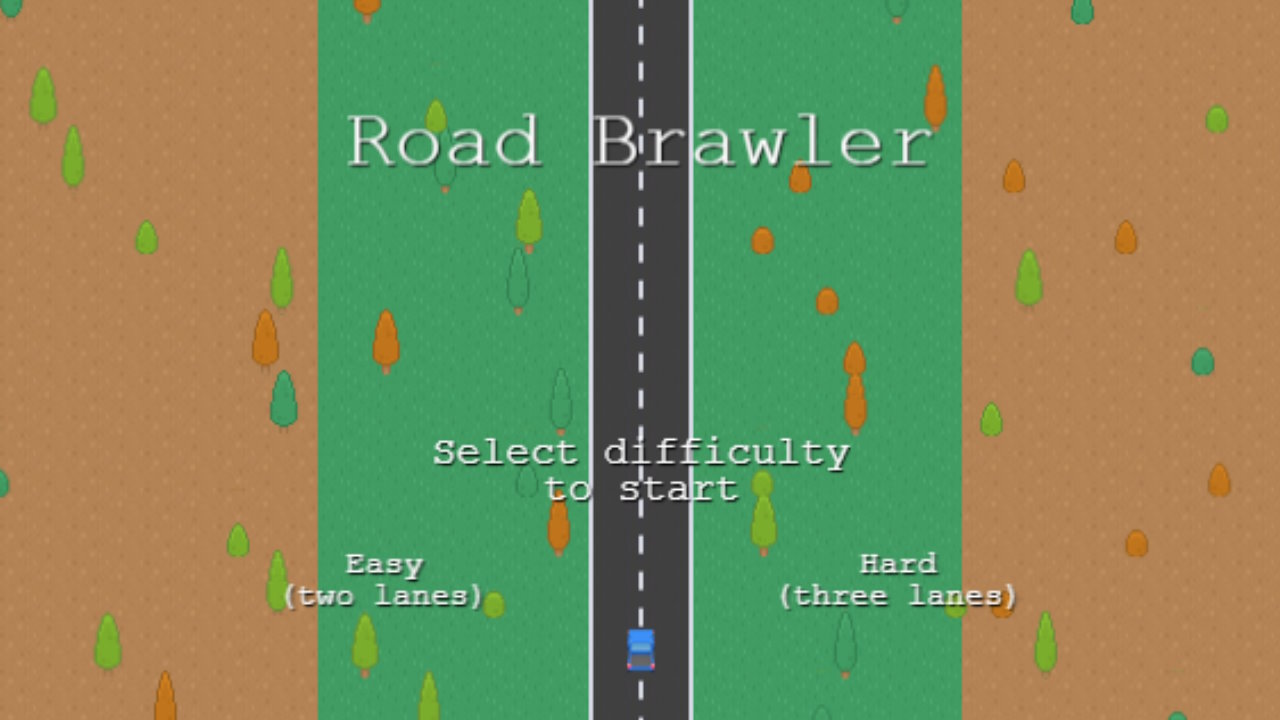 Road Brawler
Select difficulty
to start
Easy
(two lanes)
Hard
(three lanes)